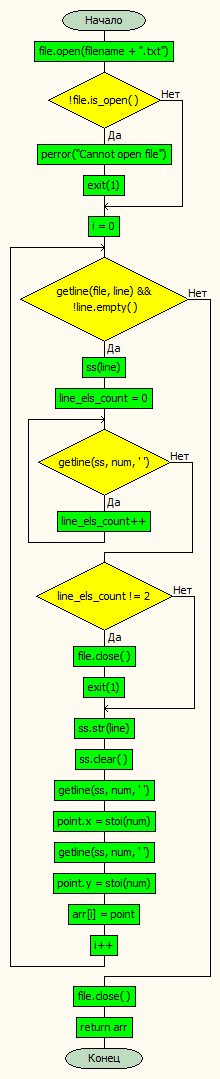 Начало
file.open(filename + ".txt")
!file.is_open()
Нет
Да
perror("Cannot open file")
exit(1)
i = 0
getline(file, line) &&
!line.empty()
Нет
Да
ss(line)
line_els_count = 0
getline(ss, num, ' ')
Нет
Да
line_els_count++
line_els_count != 2
Нет
Да
file.close()
exit(1)
ss.str(line)
ss.clear()
getline(ss, num, ' ')
point.x = stoi(num)
getline(ss, num, ' ')
point.y = stoi(num)
arr[i] = point
i++
file.close()
return arr
Конец